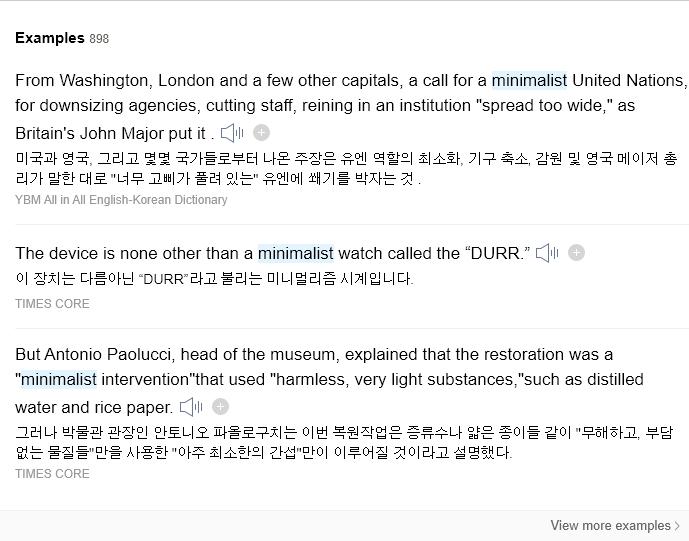 Examples 898
From Washington, London and a few other capitals, a call for a minimalist United Nations,
for downsizing agencies, cutting staff, reining in an institution "spread too wide," as
Britain's John Major put it .
미국과 영국, 그리고 몇몇 국가들로부터 나온 주장은 유엔 역할의 최소화, 기구 축소, 감원 및 영국 메이저 총
리가 말한 대로 "너무 고삐가 풀려 있는" 유엔에 쐐기를 박자는 것 .
YBM All in All English-Korean Dictionary
The device is none other than a minimalist watch called the “DURR.”
이 장치는 다름아닌 “DURR”라고 불리는 미니멀리즘 시계입니다.
TIMES CORE
But Antonio Paolucci, head of the museum, explained that the restoration was a
"minimalist intervention"that used "harmless, very light substances,"such as distilled
water and rice paper.
그러나 박물관 관장인 안토니오 파올로구치는 이번 복원작업은 증류수나 얇은 종이들 같이 "무해하고, 부담
없는 물질들"만을 사용한 "아주 최소한의 간섭"만이 이루어질 것이라고 설명했다.
TIMES CORE
View more examples